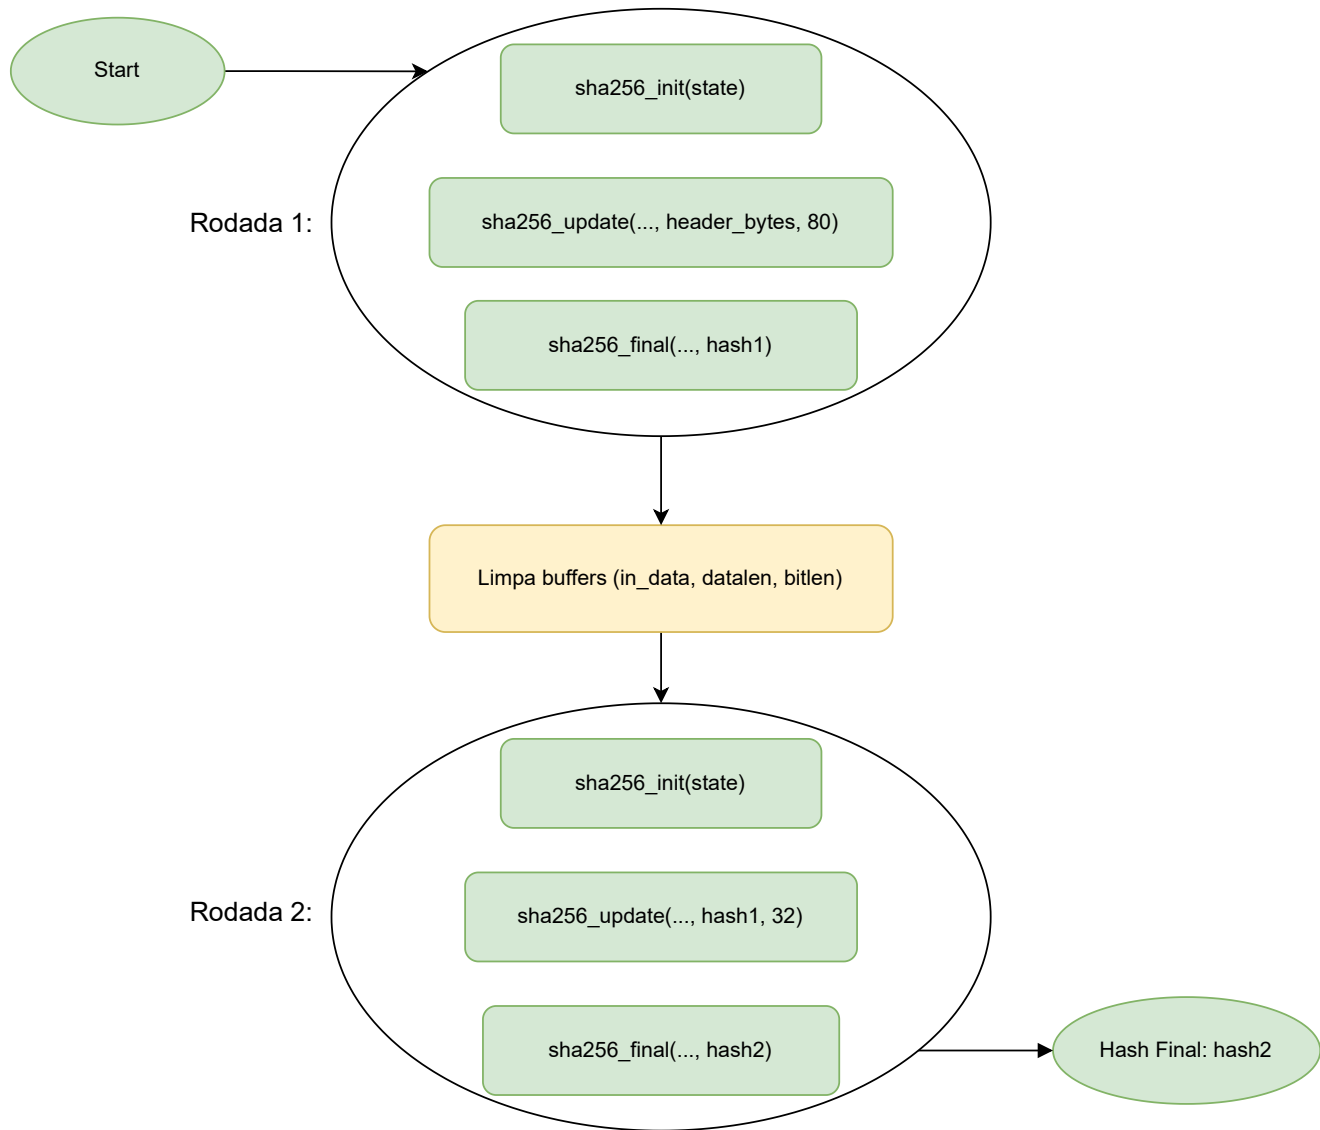 Start
sha256_init(state)
Rodada 1:
sha256_update(..., header_bytes, 80)
sha256_final(..., hash1)
Limpa buffers (in_data, datalen, bitlen)
sha256_init(state)
Rodada 2:
sha256_update(..., hash1, 32)
sha256_final(..., hash2)
Hash Final: hash2